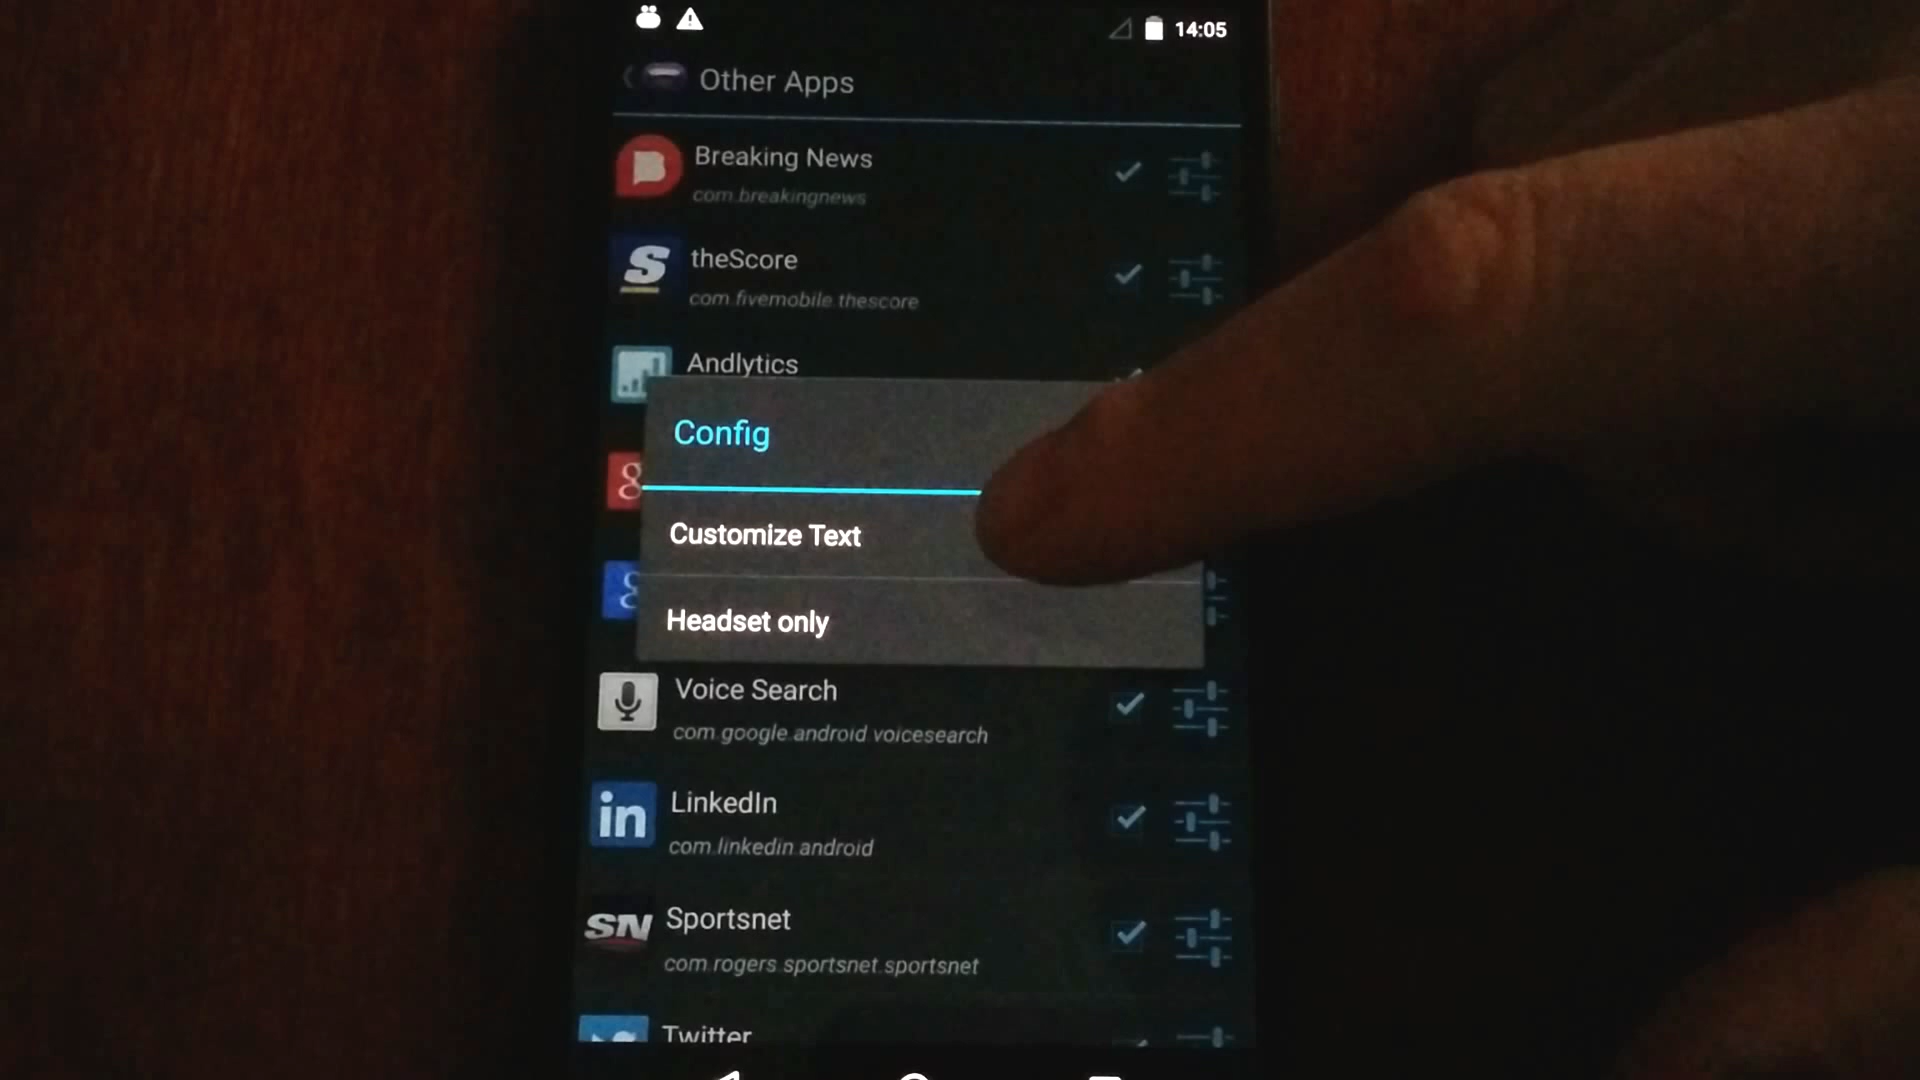 14:05
Other Apps
Breaking News
com.breakingnews
theScore
com.fivemobile.thescore
Andlytics
Config
Customize Text
Headset only
Voice Search
com.google.android.voicesearch
LinkedIn
com.linkedin.android
Sportsnet
com.rogers.sportsnet.sportsnet
Twitter